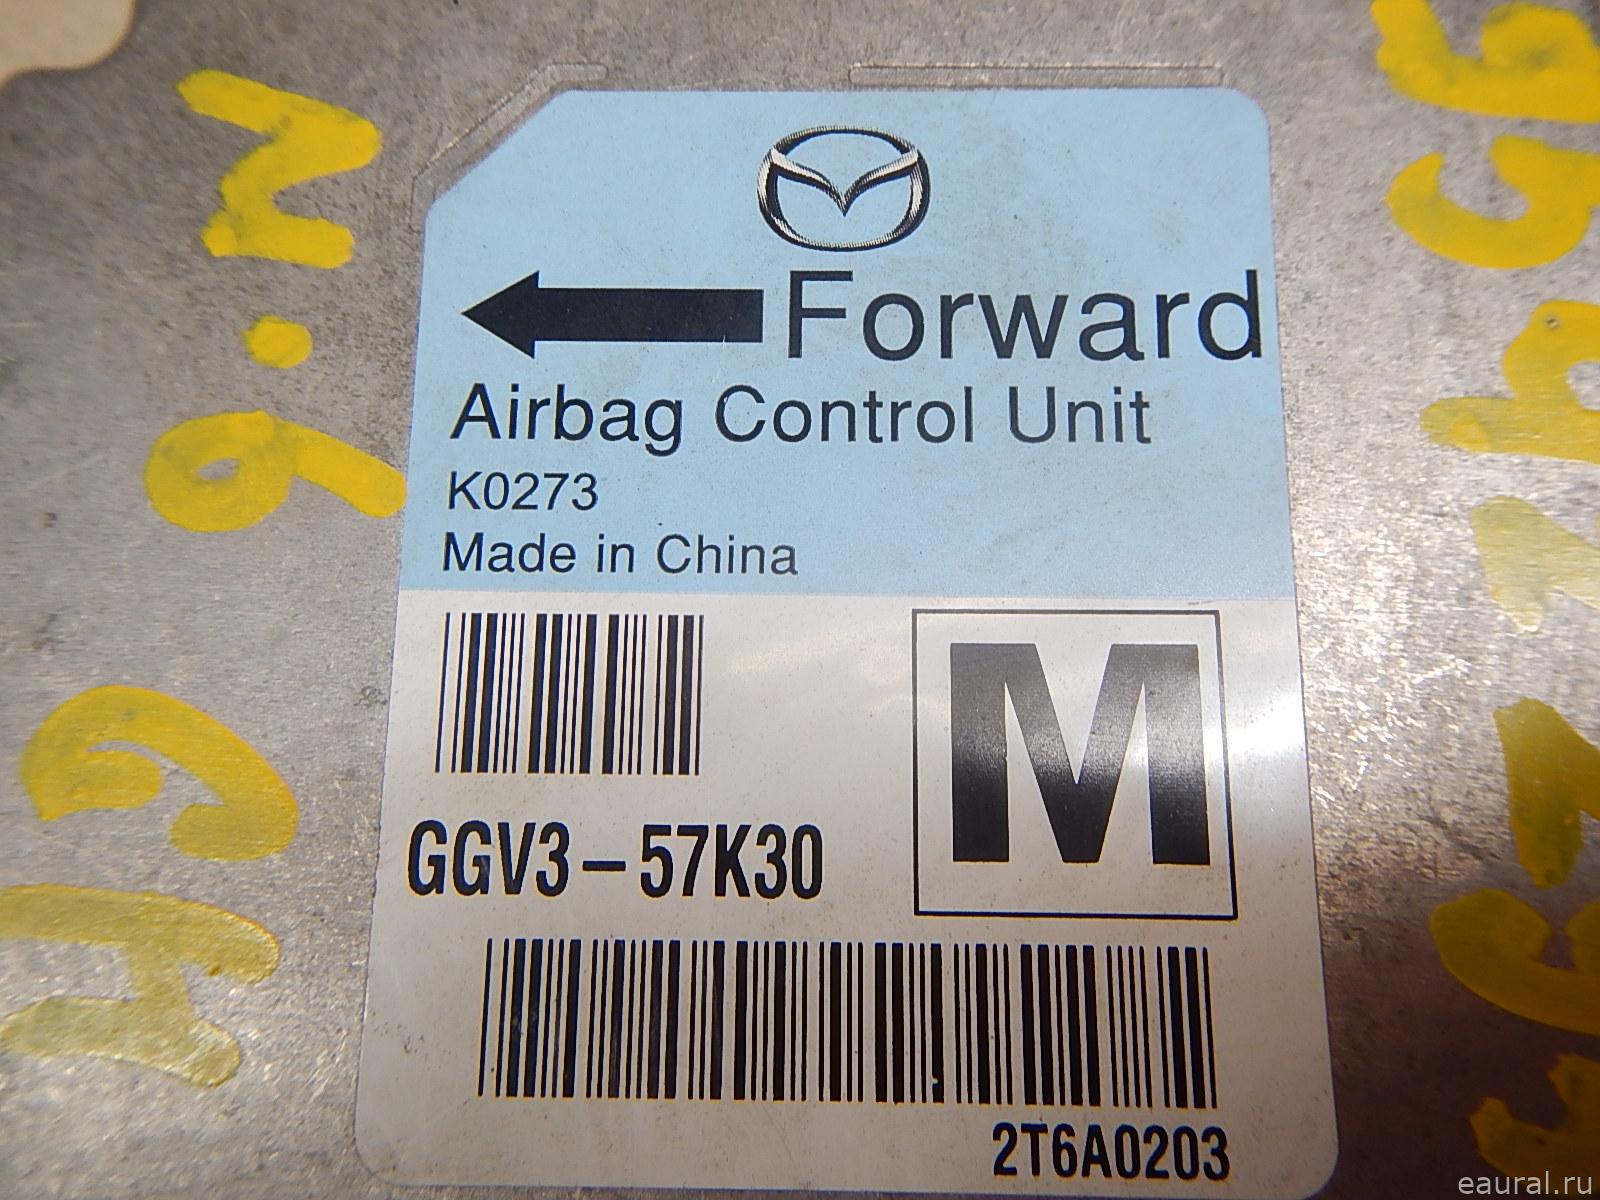 Forward
Airbag Control Unit
K0273
Made in China
M
GGV3-57K30
2T6A0203
eaural.ru